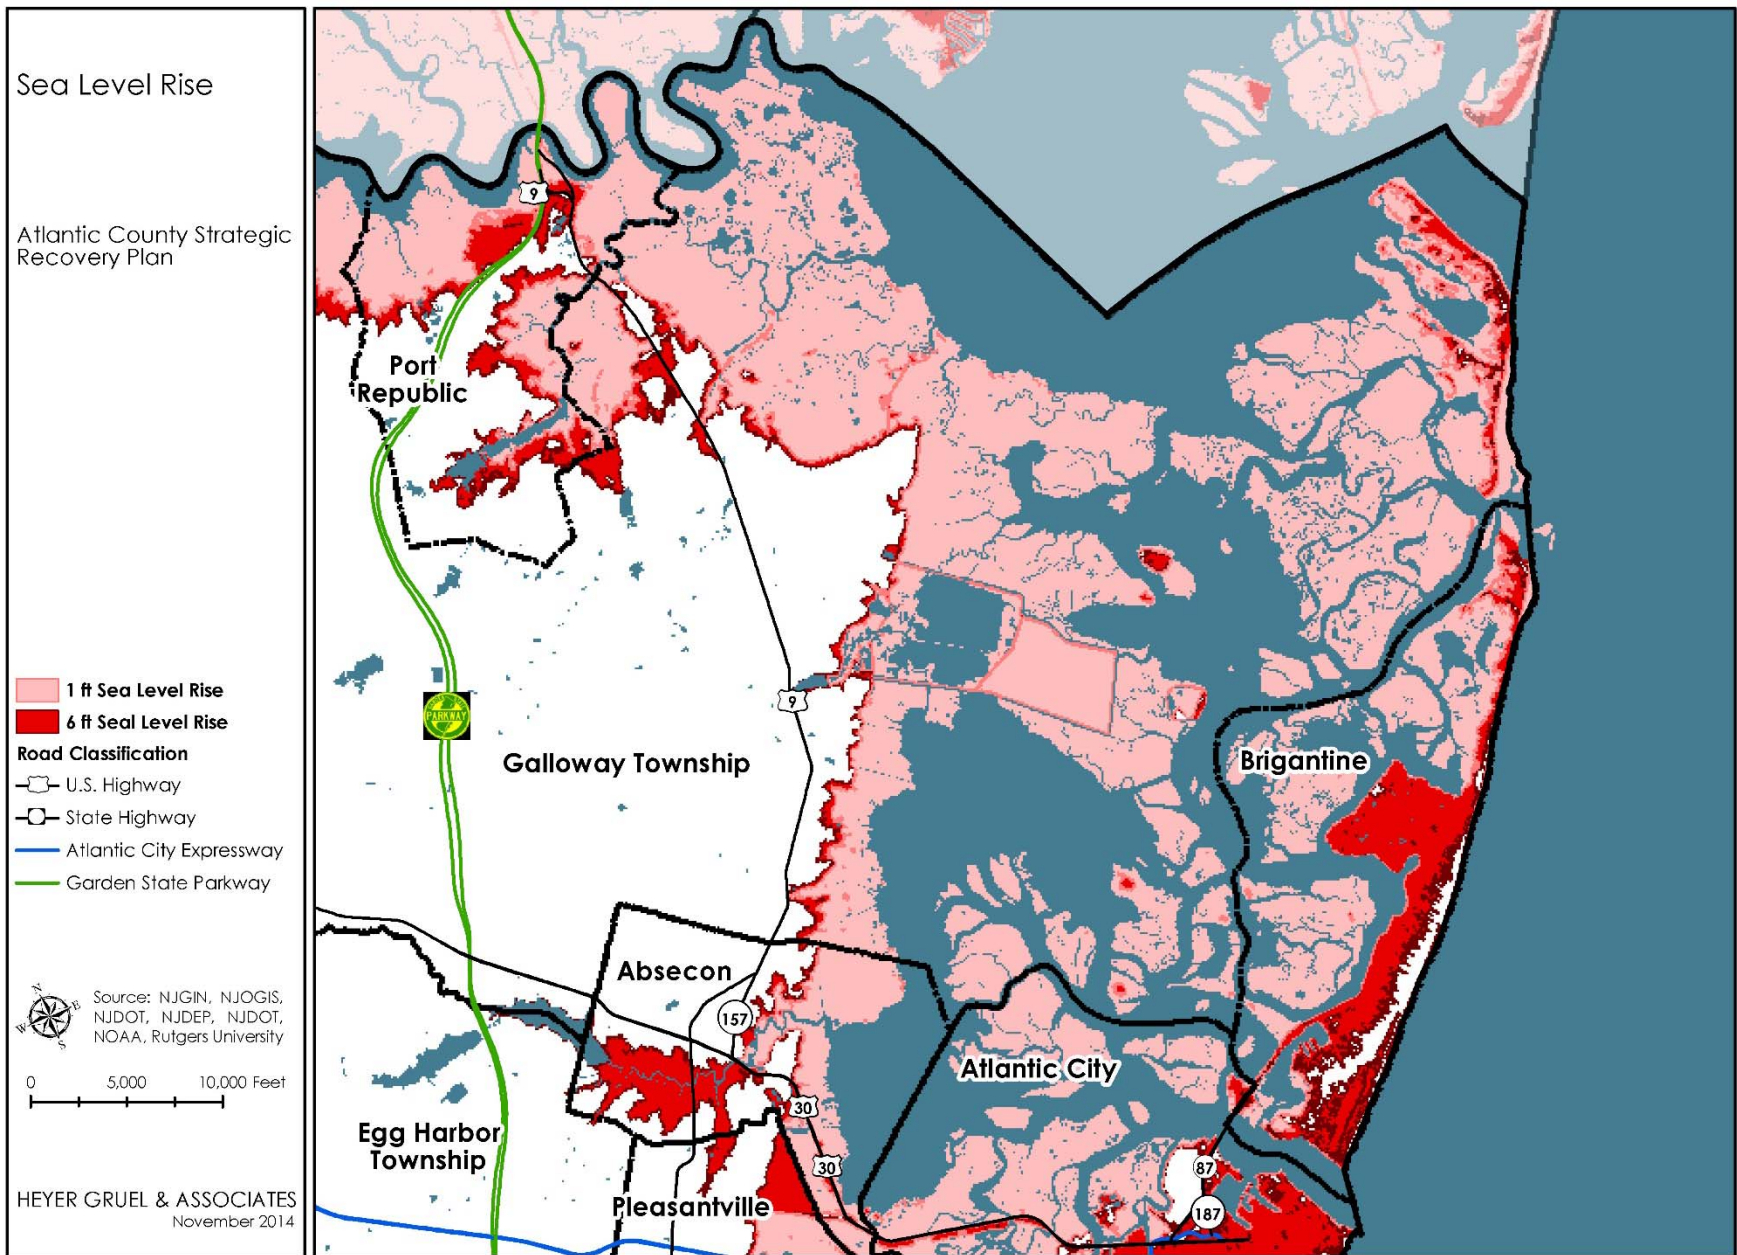 Sea Level Rise
Atlantic County Strategic
Recovery Plan
1 ft Sea Level Rise
6 ft Seal Level Rise
Road Classification
U.S. Highway
State Highway
Atlantic City Expressway
Garden State Parkway
N
E
W
S
Source: NJGIN, NJOGIS,
NJDOT, NJDEP, NJDOT,
NOAA, Rutgers University
0 5,000 10,000 Feet
HEYER GRUEL & ASSOCIATES
November 2014
9
Port
Republic
9
PARKWAY
Galloway Township
Brigantine
Absecon
157
Atlantic City
30
Egg Harbor
Township
30
87
Pleasantville
187